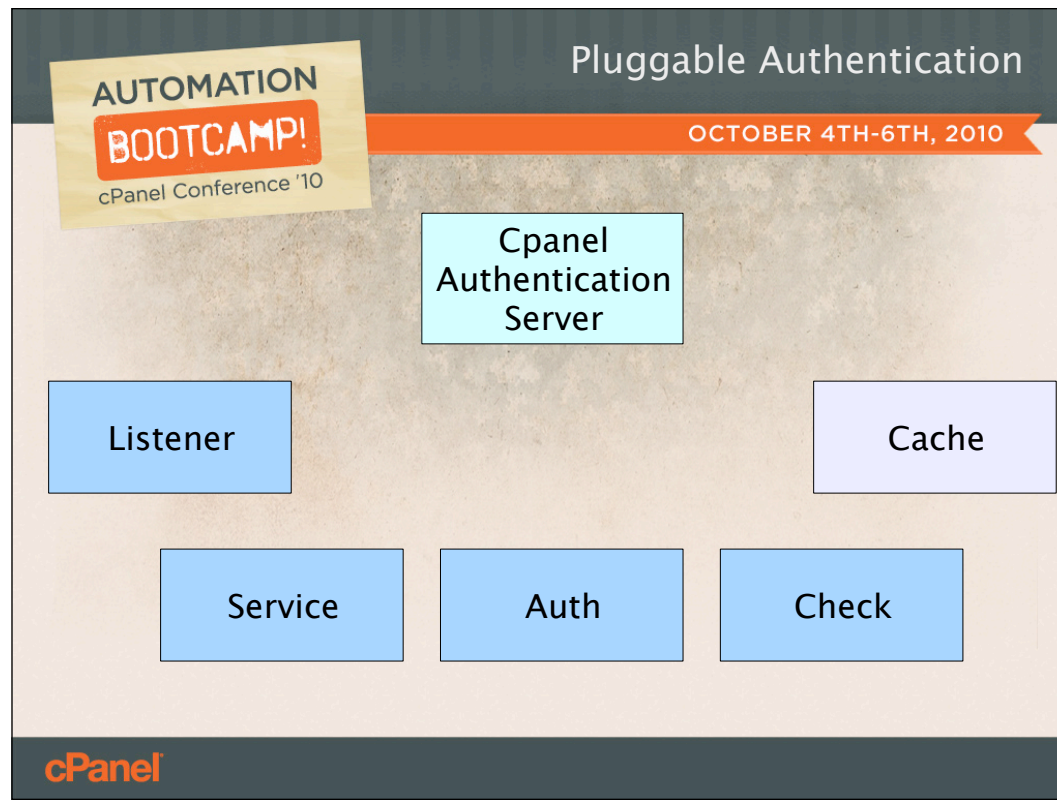 Pluggable Authentication
AUTOMATION
BOOTCAMP!
cPanel Conference '10
OCTOBER 4TH-6TH, 2010
Cpanel
Authentication
Server
Listener
Cache
Service
Auth
Check
cPanel